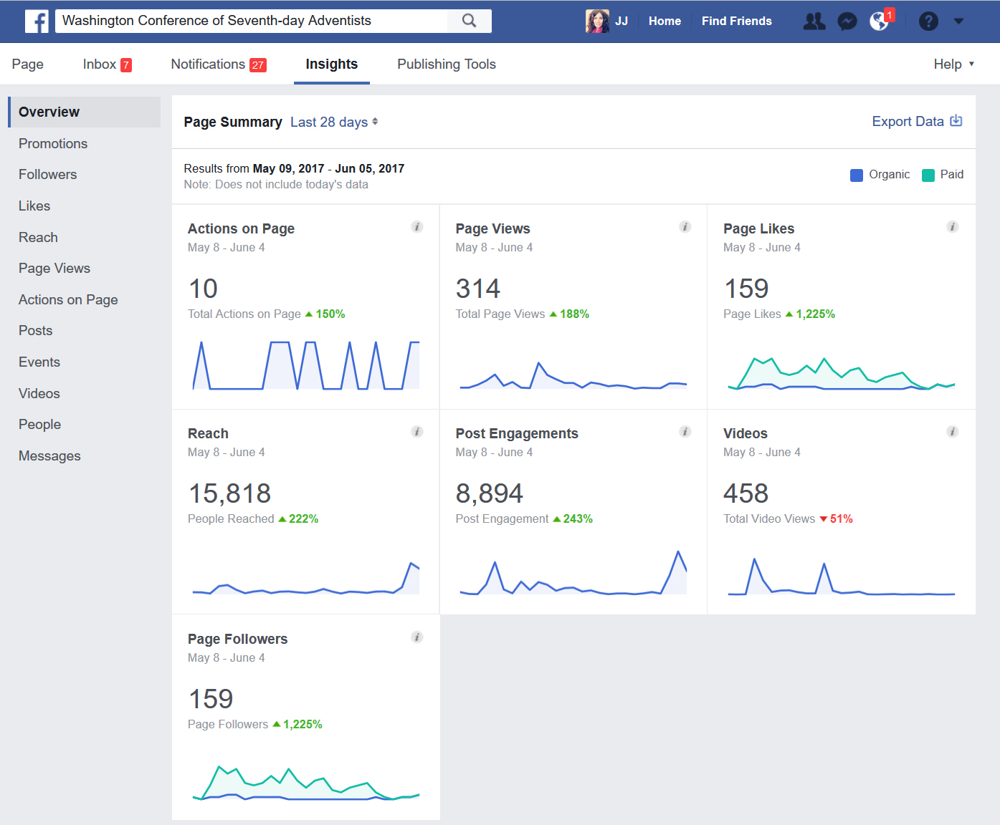 Washington Conference of Seventh-day Adventists
JJ
Home
Find Friends
1
?
Page
Inbox 7
Notifications 27
Insights
Publishing Tools
Help
Overview
Promotions
Followers
Likes
Reach
Page Views
Actions on Page
Posts
Events
Videos
People
Messages
Page Summary Last 28 days
Export Data
Results from May 09, 2017 - Jun 05, 2017
Note: Does not include today's data
Organic
Paid
Actions on Page i
May 8 - June 4
10
Total Actions on Page 150%
Page Views i
May 8 - June 4
314
Total Page Views 188%
Page Likes i
May 8 - June 4
159
Page Likes 1,225%
Reach i
May 8 - June 4
15,818
People Reached 222%
Post Engagements i
May 8 - June 4
8,894
Post Engagement 243%
Videos i
May 8 - June 4
458
Total Video Views 51%
Page Followers i
May 8 - June 4
159
Page Followers 1,225%